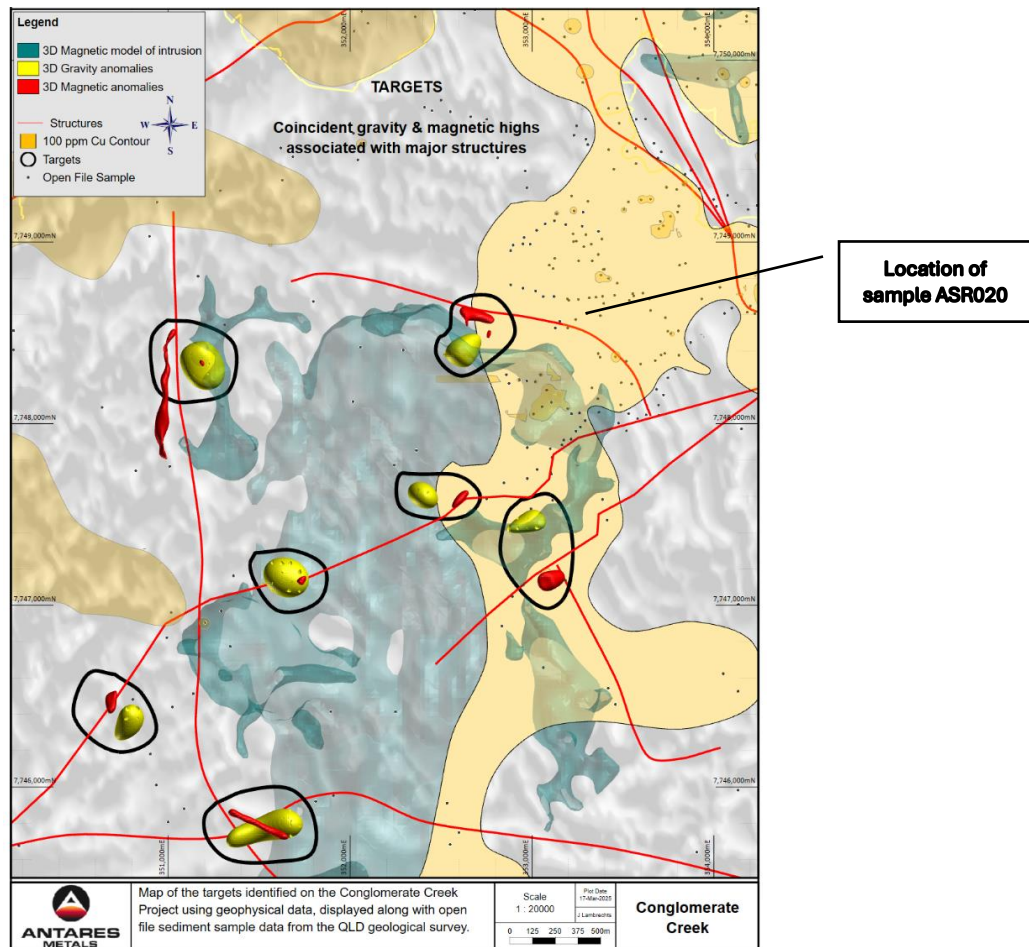 Legend
3D Magnetic model of intrusion
3D Gravity anomalies
3D Magnetic anomalies
Structures
100 ppm Cu Contour
Targets
Open File Sample
N
W
E
S
352,000mE
353,000mE
354,000mE
7,750,000mN
TARGETS
Coincident gravity & magnetic highs
associated with major structures
7,749,000mN
7,749,000mN
Location of
sample ASR020
7,748,000mN
7,748,000mN
7,747,000mN
7,747,000mN
7,746,000mN
7,746,000mN
351,000mE
352,000mE
353,000mE
354,000mE
ANTARES
METALS
Map of the targets identified on the Conglomerate Creek
Project using geophysical data, displayed along with open
file sediment sample data from the QLD geological survey.
Scale
1 : 20000
0 125 250 375 500m
Plot Date
17-Mar-2025
J Lambrechts
Conglomerate
Creek